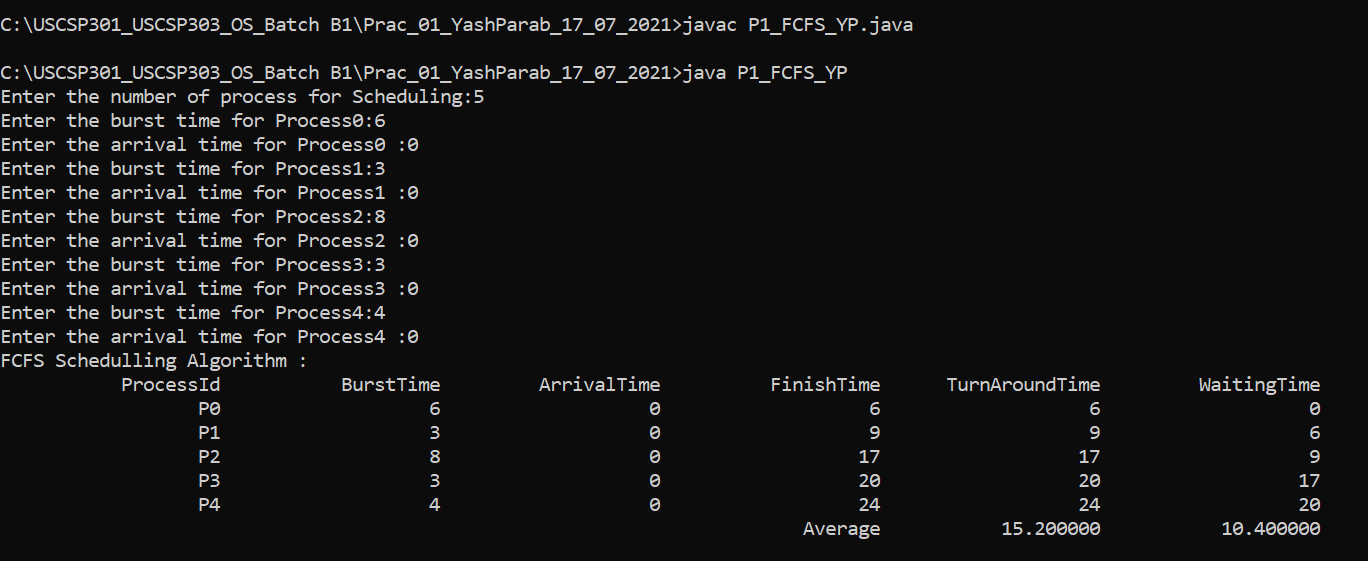 C:\USCSP301_USCSP303_OS_Batch B1\Prac_01_YashParab_17_07_2021>javac P1_FCFS_YP.java
C:\USCSP301_USCSP303_OS_Batch B1\Prac_01_YashParab_17_07_2021>java P1_FCFS_YP
Enter the number of process for Scheduling:5
Enter the burst time for Process0:6
Enter the arrival time for Process0 :0
Enter the burst time for Process1:3
Enter the arrival time for Process1 :0
Enter the burst time for Process2:8
Enter the arrival time for Process2 :0
Enter the burst time for Process3:3
Enter the arrival time for Process3 :0
Enter the burst time for Process4:4
Enter the arrival time for Process4 :0
FCFS Schedulling Algorithm :
ProcessId BurstTime ArrivalTime FinishTime TurnAroundTime WaitingTime
P0 6 0 6 6 0
P1 3 0 9 9 6
P2 8 0 17 17 9
P3 3 0 20 20 17
P4 4 0 24 24 20
Average 15.200000 10.400000